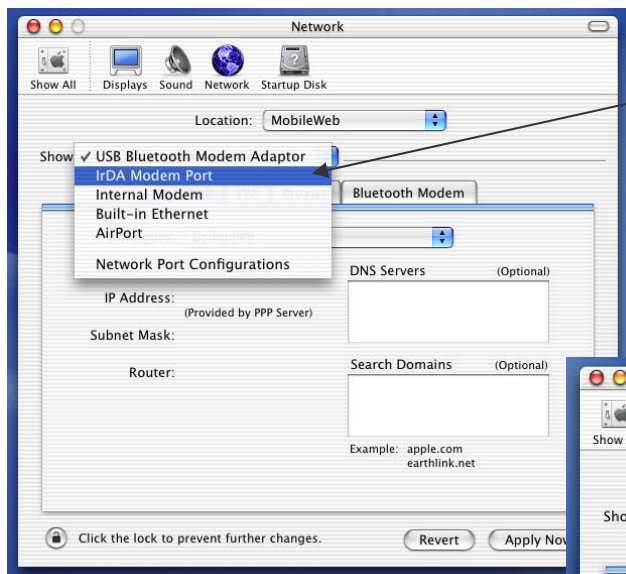 Network
Show All Displays Sound Network Startup Disk
Location: MobileWeb
Show ✓ USB Bluetooth Modem Adaptor
IrDA Modem Port
Internal Modem
Built-in Ethernet
AirPort
Network Port Configurations
Bluetooth Modem
DNS Servers (Optional)
IP Address:
(Provided by PPP Server)
Subnet Mask:
Router:
Search Domains (Optional)
Example: apple.com
earthlink.net
Click the lock to prevent further changes.
Revert Apply Now
Show
Sho